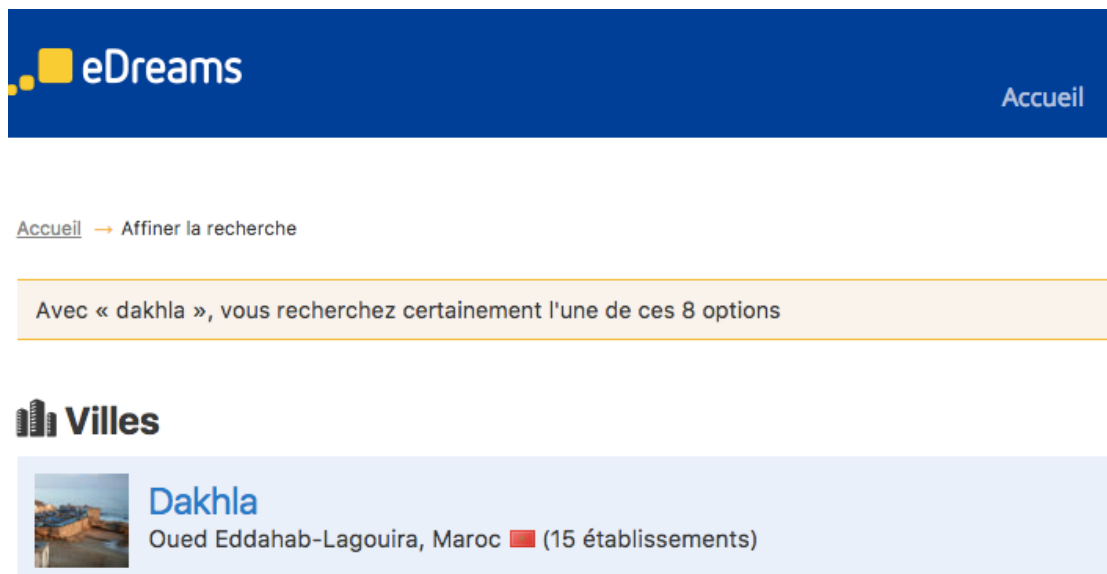 eDreams
Accueil
Accueil → Affiner la recherche
Avec « dakhla », vous recherchez certainement l'une de ces 8 options
Villes
Dakhla
Oued Eddahab-Lagouira, Maroc (15 établissements)